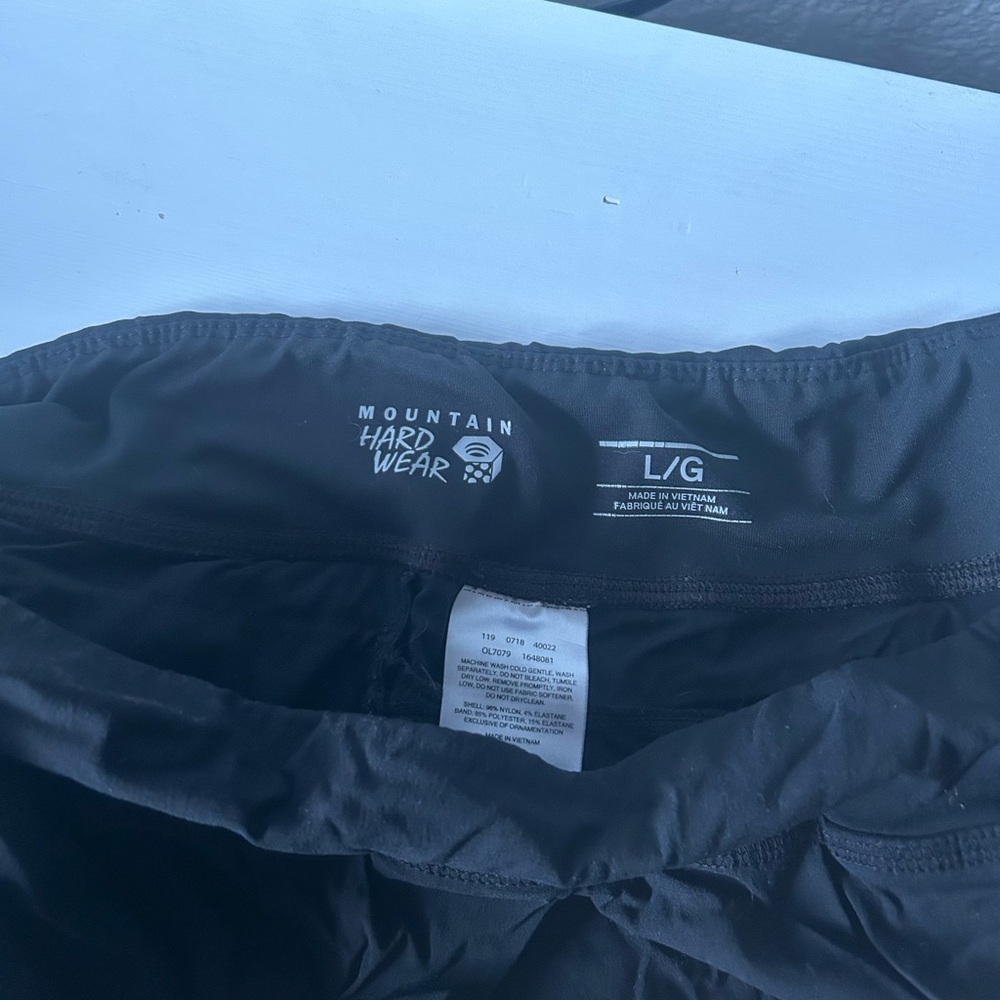 MOUNTAIN
HARD
WEAR
L/G
MADE IN VIETNAM
FABRIQUÉ AU VIÊT NAM
119 0718 40022
OL7079 1648081
MACHINE WASH COLD GENTLE, WASH
SEPARATELY, DO NOT BLEACH, TUMBLE
DRY LOW, REMOVE PROMPTLY, IRON
LOW, DO NOT USE FABRIC SOFTENER,
DO NOT DRYCLEAN.
SHELL: 96% NYLON, 4% ELASTANE
BAND: 85% POLYESTER, 15% ELASTANE
EXCLUSIVE OF ORNAMENTATION
MADE IN VIETNAM